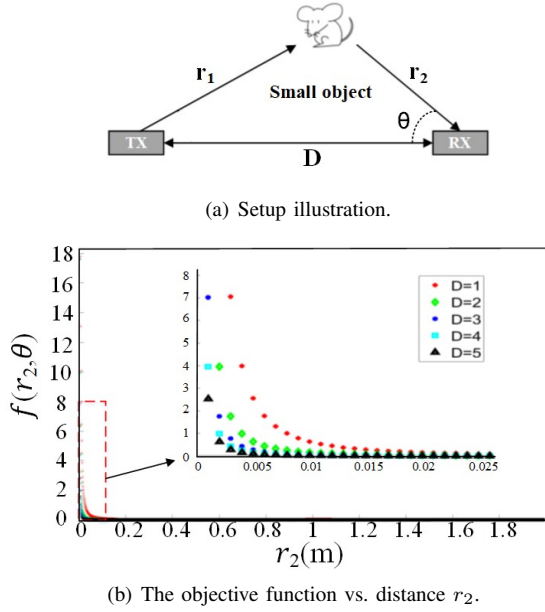 r1
r2
Small object
θ
TX
RX
D
(a) Setup illustration.
f(r2,θ)
18
16
14
12
10
8
6
4
2
0
8
7
6
5
4
3
2
1
0
0 0.005 0.01 0.015 0.02 0.025
D=1
D=2
D=3
D=4
D=5
0 0.2 0.4 0.6 0.8 1 1.2 1.4 1.6 1.8
r2(m)
(b) The objective function vs. distance r2.